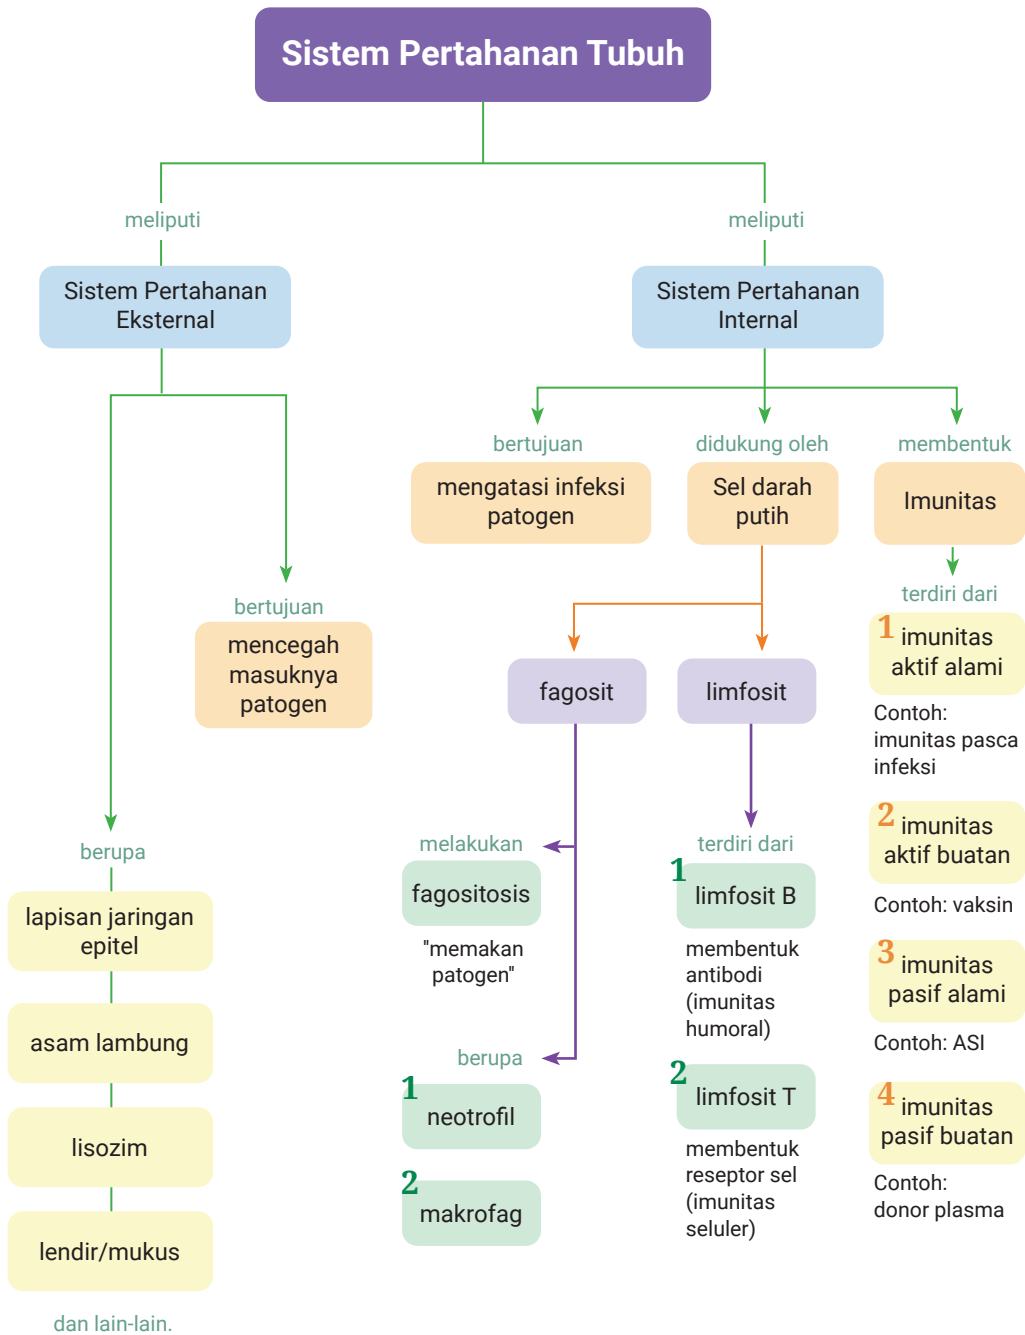 Sistem Pertahanan Tubuh
meliputi
Sistem Pertahanan
Eksternal
berupa
lapisan jaringan
epitel
asam lambung
lisozim
lendir/mukus
dan lain-lain.
bertujuan
mencegah
masuknya
patogen
meliputi
Sistem Pertahanan
Internal
bertujuan
mengatasi infeksi
patogen
didukung oleh
Sel darah
putih
fagosit
melakukan
fagositosis
"memakan
patogen"
berupa
1
neotrofil
2
makrofag
limfosit
terdiri dari
1
limfosit B
membentuk
antibodi
(imunitas
humoral)
2
limfosit T
membentuk
reseptor sel
(imunitas
seluler)
membentuk
Imunitas
terdiri dari
1 imunitas
aktif alami
Contoh:
imunitas pasca
infeksi
2 imunitas
aktif buatan
Contoh: vaksin
3 imunitas
pasif alami
Contoh: ASI
4 imunitas
pasif buatan
Contoh:
donor plasma